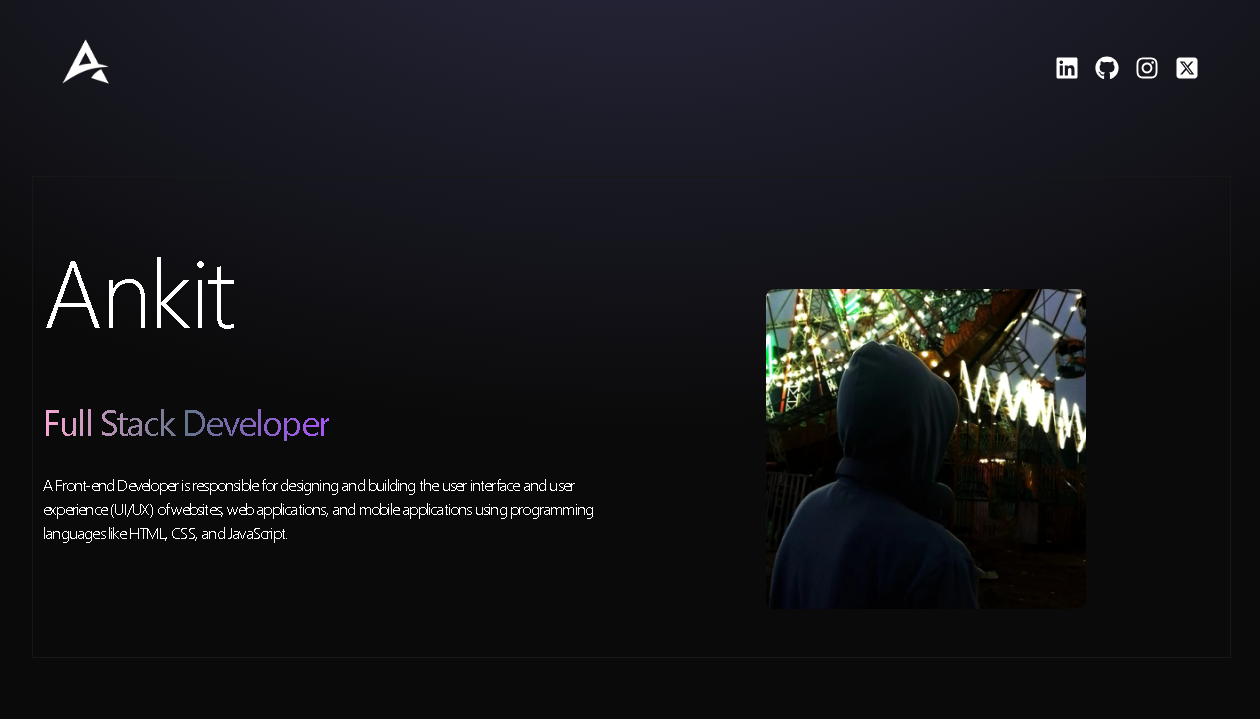 Ankit
Full Stack Developer
A Front-end Developer is responsible for designing and building the user interface and user
experience (UI/UX) of websites, web applications, and mobile applications using programming
languages like HTML, CSS, and JavaScript.